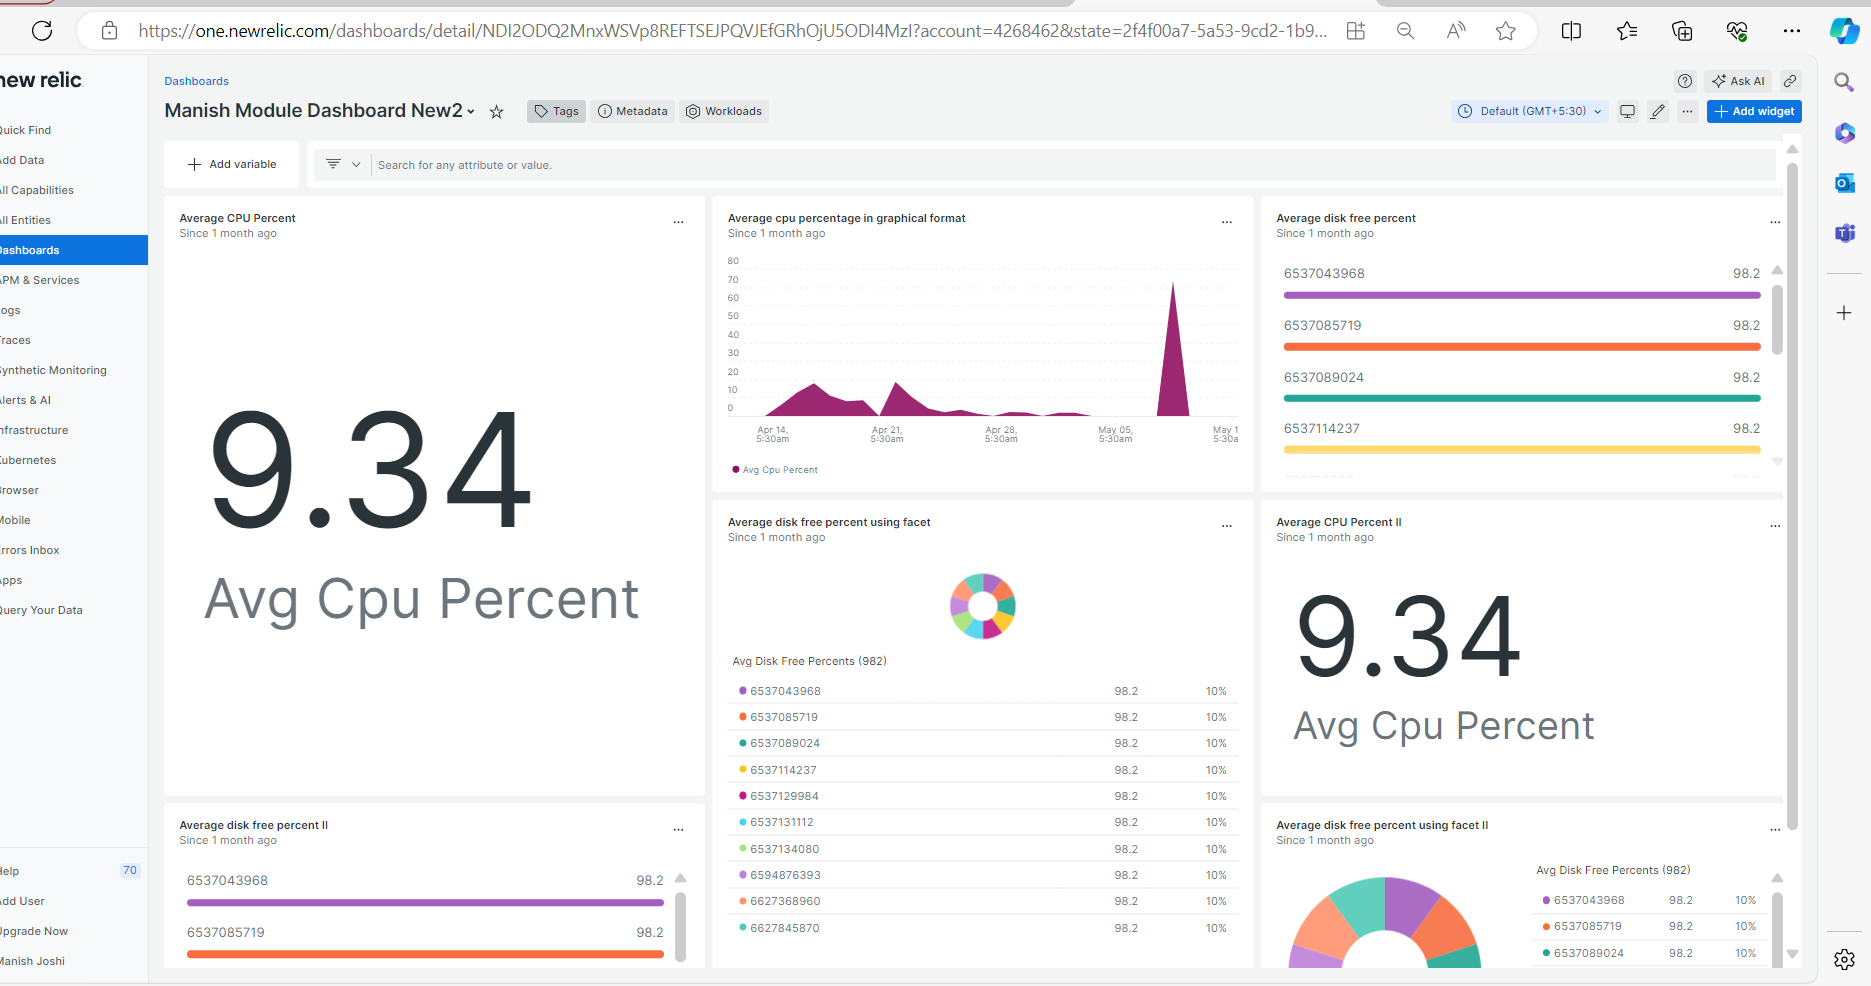 https://one.newrelic.com/dashboards/detail/NDI2ODQ2MnxWSVp8REFTSEJPQVJEfGRhOjU5ODI4MzI?account=4268462&state=2f4f00a7-5a53-9cd2-1b9...
new relic
Quick Find
Add Data
All Capabilities
All Entities
Dashboards
APM & Services
Logs
Traces
Synthetic Monitoring
Alerts & AI
Infrastructure
Kubernetes
Browser
Mobile
Errors Inbox
Apps
Query Your Data
Help 70
Add User
Upgrade Now
Manish Joshi
Dashboards
Ask AI
Manish Module Dashboard New2
Tags
Metadata
Workloads
Default (GMT+5:30)
Add widget
Add variable
Search for any attribute or value.
Average CPU Percent
Since 1 month ago
9.34
Avg Cpu Percent
Average cpu percentage in graphical format
Since 1 month ago
80
70
60
50
40
30
20
10
0
Apr 14, 5:30am
Apr 21, 5:30am
Apr 28, 5:30am
May 05, 5:30am
May 1 5:30a
Avg Cpu Percent
Average disk free percent
Since 1 month ago
6537043968 98.2
6537085719 98.2
6537089024 98.2
6537114237 98.2
Average disk free percent using facet
Since 1 month ago
Avg Disk Free Percents (982)
6537043968 98.2 10%
6537085719 98.2 10%
6537089024 98.2 10%
6537114237 98.2 10%
6537129984 98.2 10%
6537131112 98.2 10%
6537134080 98.2 10%
6594876393 98.2 10%
6627368960 98.2 10%
6627845870 98.2 10%
Average CPU Percent II
Since 1 month ago
9.34
Avg Cpu Percent
Average disk free percent II
Since 1 month ago
6537043968 98.2
6537085719 98.2
Average disk free percent using facet II
Since 1 month ago
Avg Disk Free Percents (982)
6537043968 98.2 10%
6537085719 98.2 10%
6537089024 98.2 10%